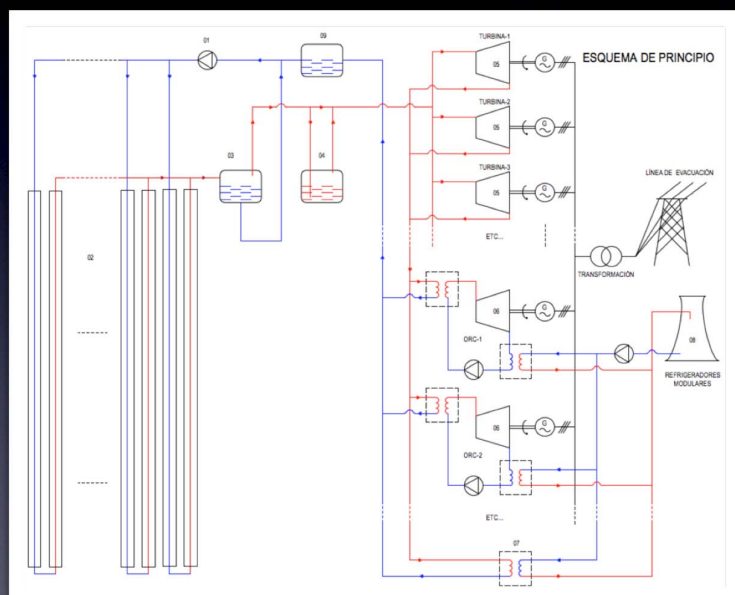 01
09
TURBINA-1
05
G
ESQUEMA DE PRINCIPIO
TURBINA-2
05
G
03
04
TURBINA-3
05
G
LÍNEA DE EVACUACIÓN
ETC...
02
TRANSFORMACIÓN
06
G
ORC-1
08
REFRIGERADORES
MODULARES
06
G
ORC-2
ETC...
07